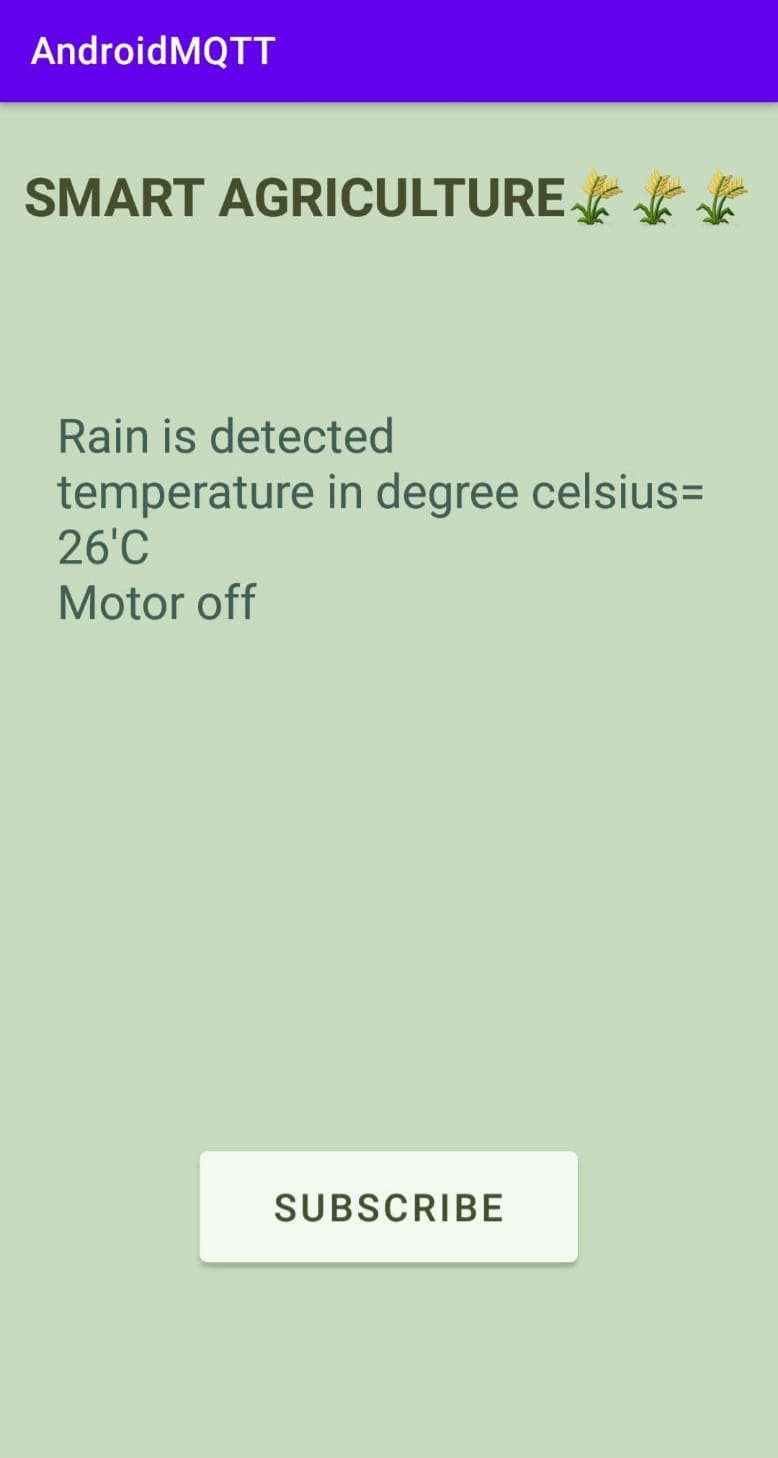 AndroidMQTT
SMART AGRICULTURE🌾🌾🌾
Rain is detected
temperature in degree celsius=
26'C
Motor off
SUBSCRIBE